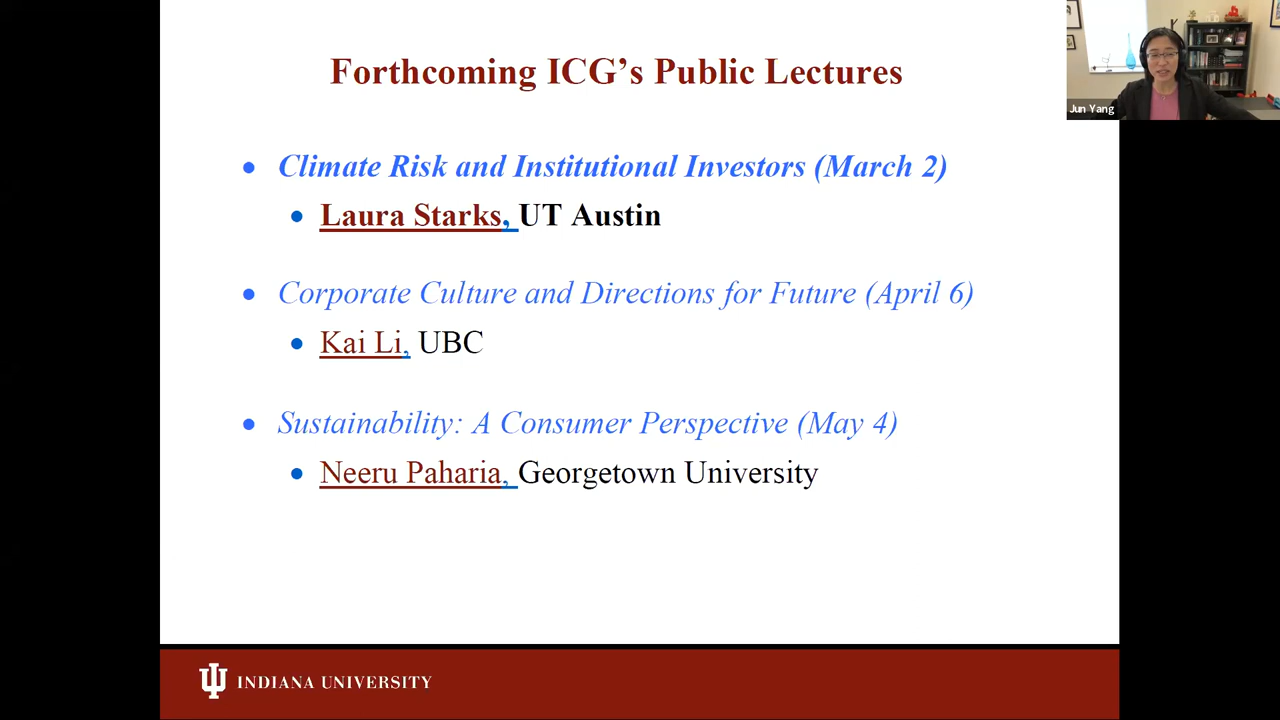 Forthcoming ICG's Public Lectures
Jun Yang
• Climate Risk and Institutional Investors (March 2)
• Laura Starks, UT Austin
• Corporate Culture and Directions for Future (April 6)
• Kai Li, UBC
• Sustainability: A Consumer Perspective (May 4)
• Neeru Paharia, Georgetown University
INDIANA UNIVERSITY